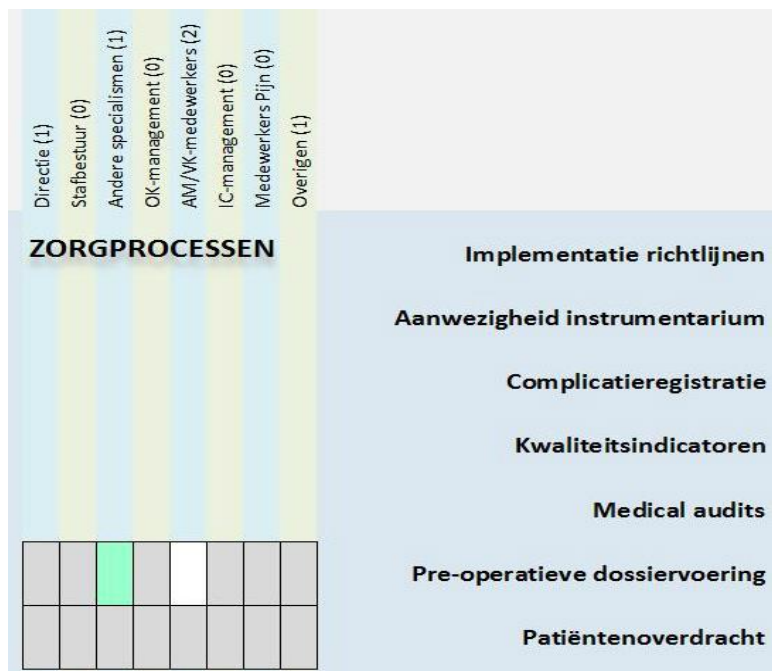 Directie (1)
Stafbestuur (0)
Andere specialismen (1)
OK-management (0)
AM/VK-medewerkers (2)
IC-management (0)
Medewerkers Pijn (0)
Overigen (1)
ZORGPROCESSEN
Implementatie richtlijnen
Aanwezigheid instrumentarium
Complicatieregistratie
Kwaliteitsindicatoren
Medical audits
Pre-operatieve dossiervoering
Patiëntenoverdracht